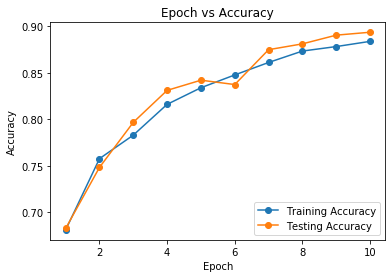 Epoch vs Accuracy
0.90
0.85
0.80
0.75
0.70
Accuracy
Training Accuracy
Testing Accuracy
2 4 6 8 10
Epoch